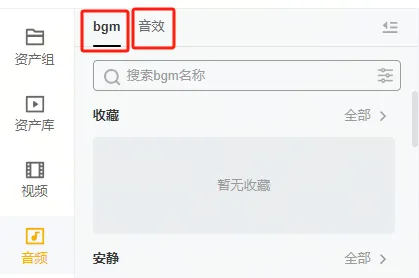 bgm 音效
资产组
搜索bgm名称
资产库
收藏 全部
视频
暂无收藏
音频
安静 全部